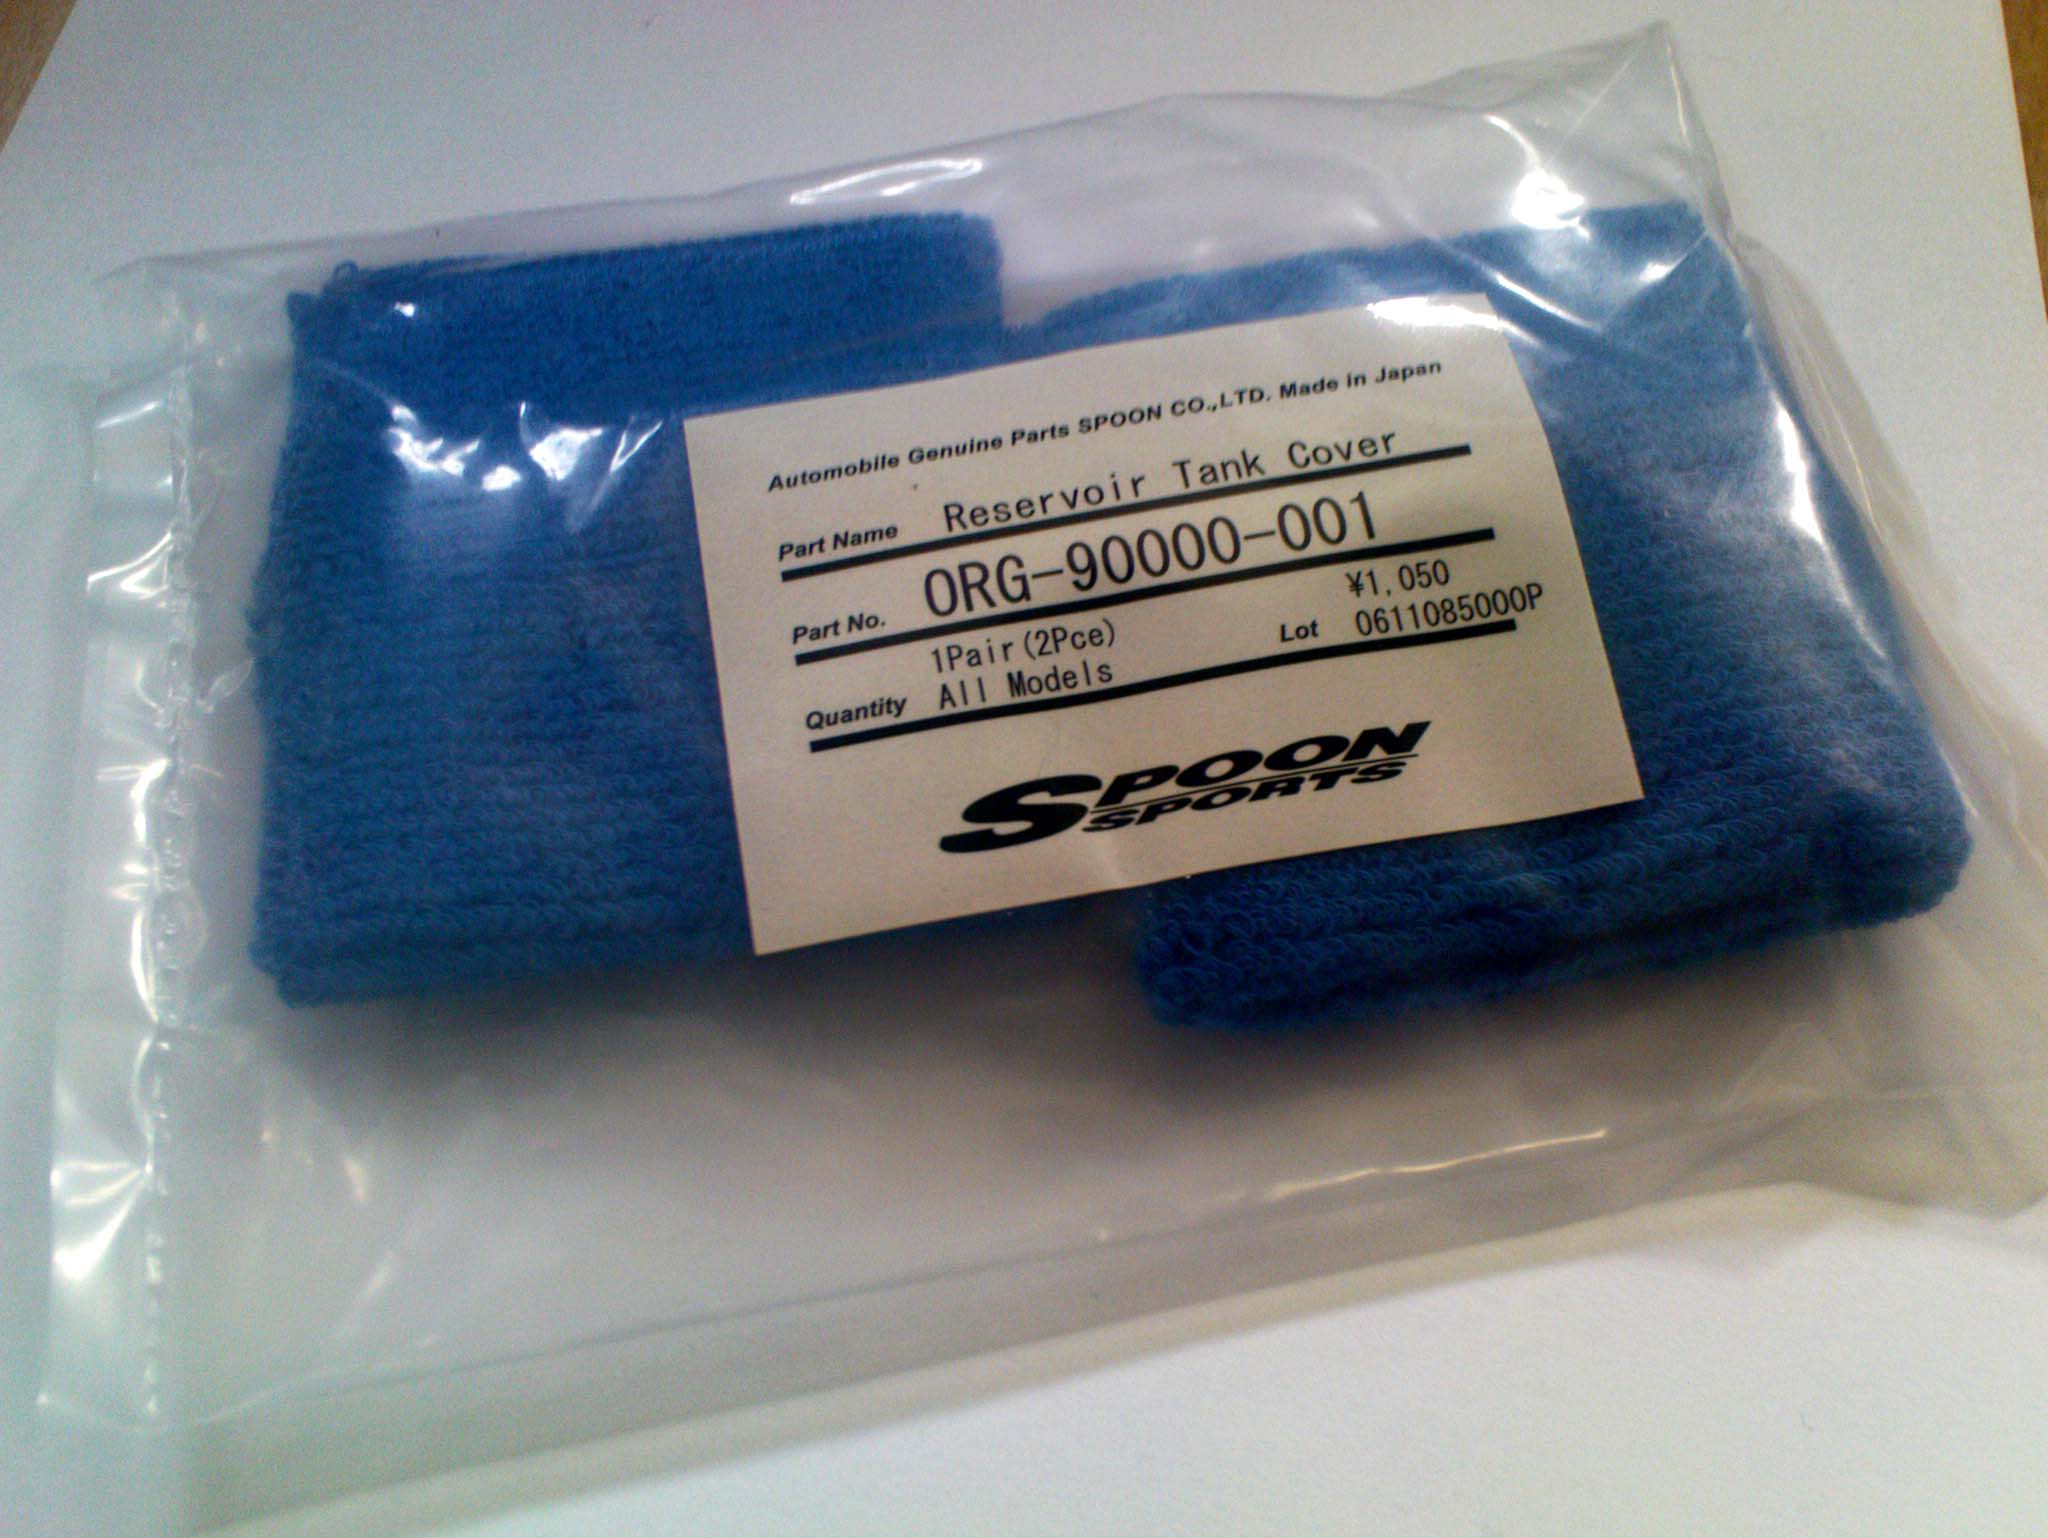 Automobile Genuine Parts SPOON CO.,LTD. Made in Japan
Part Name Reservoir Tank Cover
Part No. ORG-90000-001
¥1,050
1Pair(2Pce) Lot 0611085000P
Quantity All Models
SPOON
SPORTS